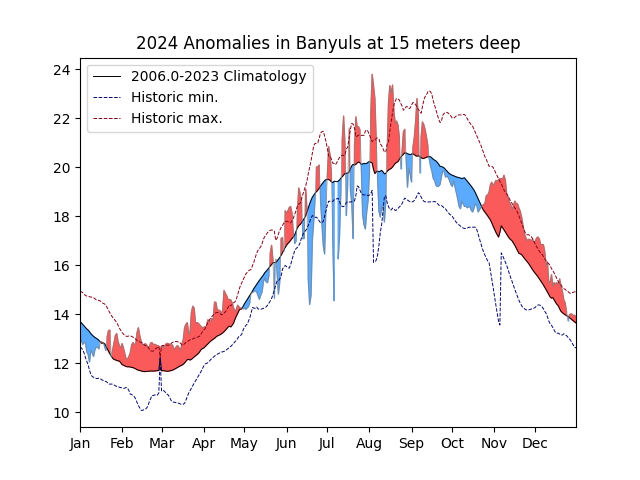 2024 Anomalies in Banyuls at 15 meters deep
2006.0-2023 Climatology
Historic min.
Historic max.
24
22
20
18
16
14
12
10
Jan Feb Mar Apr May Jun Jul Aug Sep Oct Nov Dec